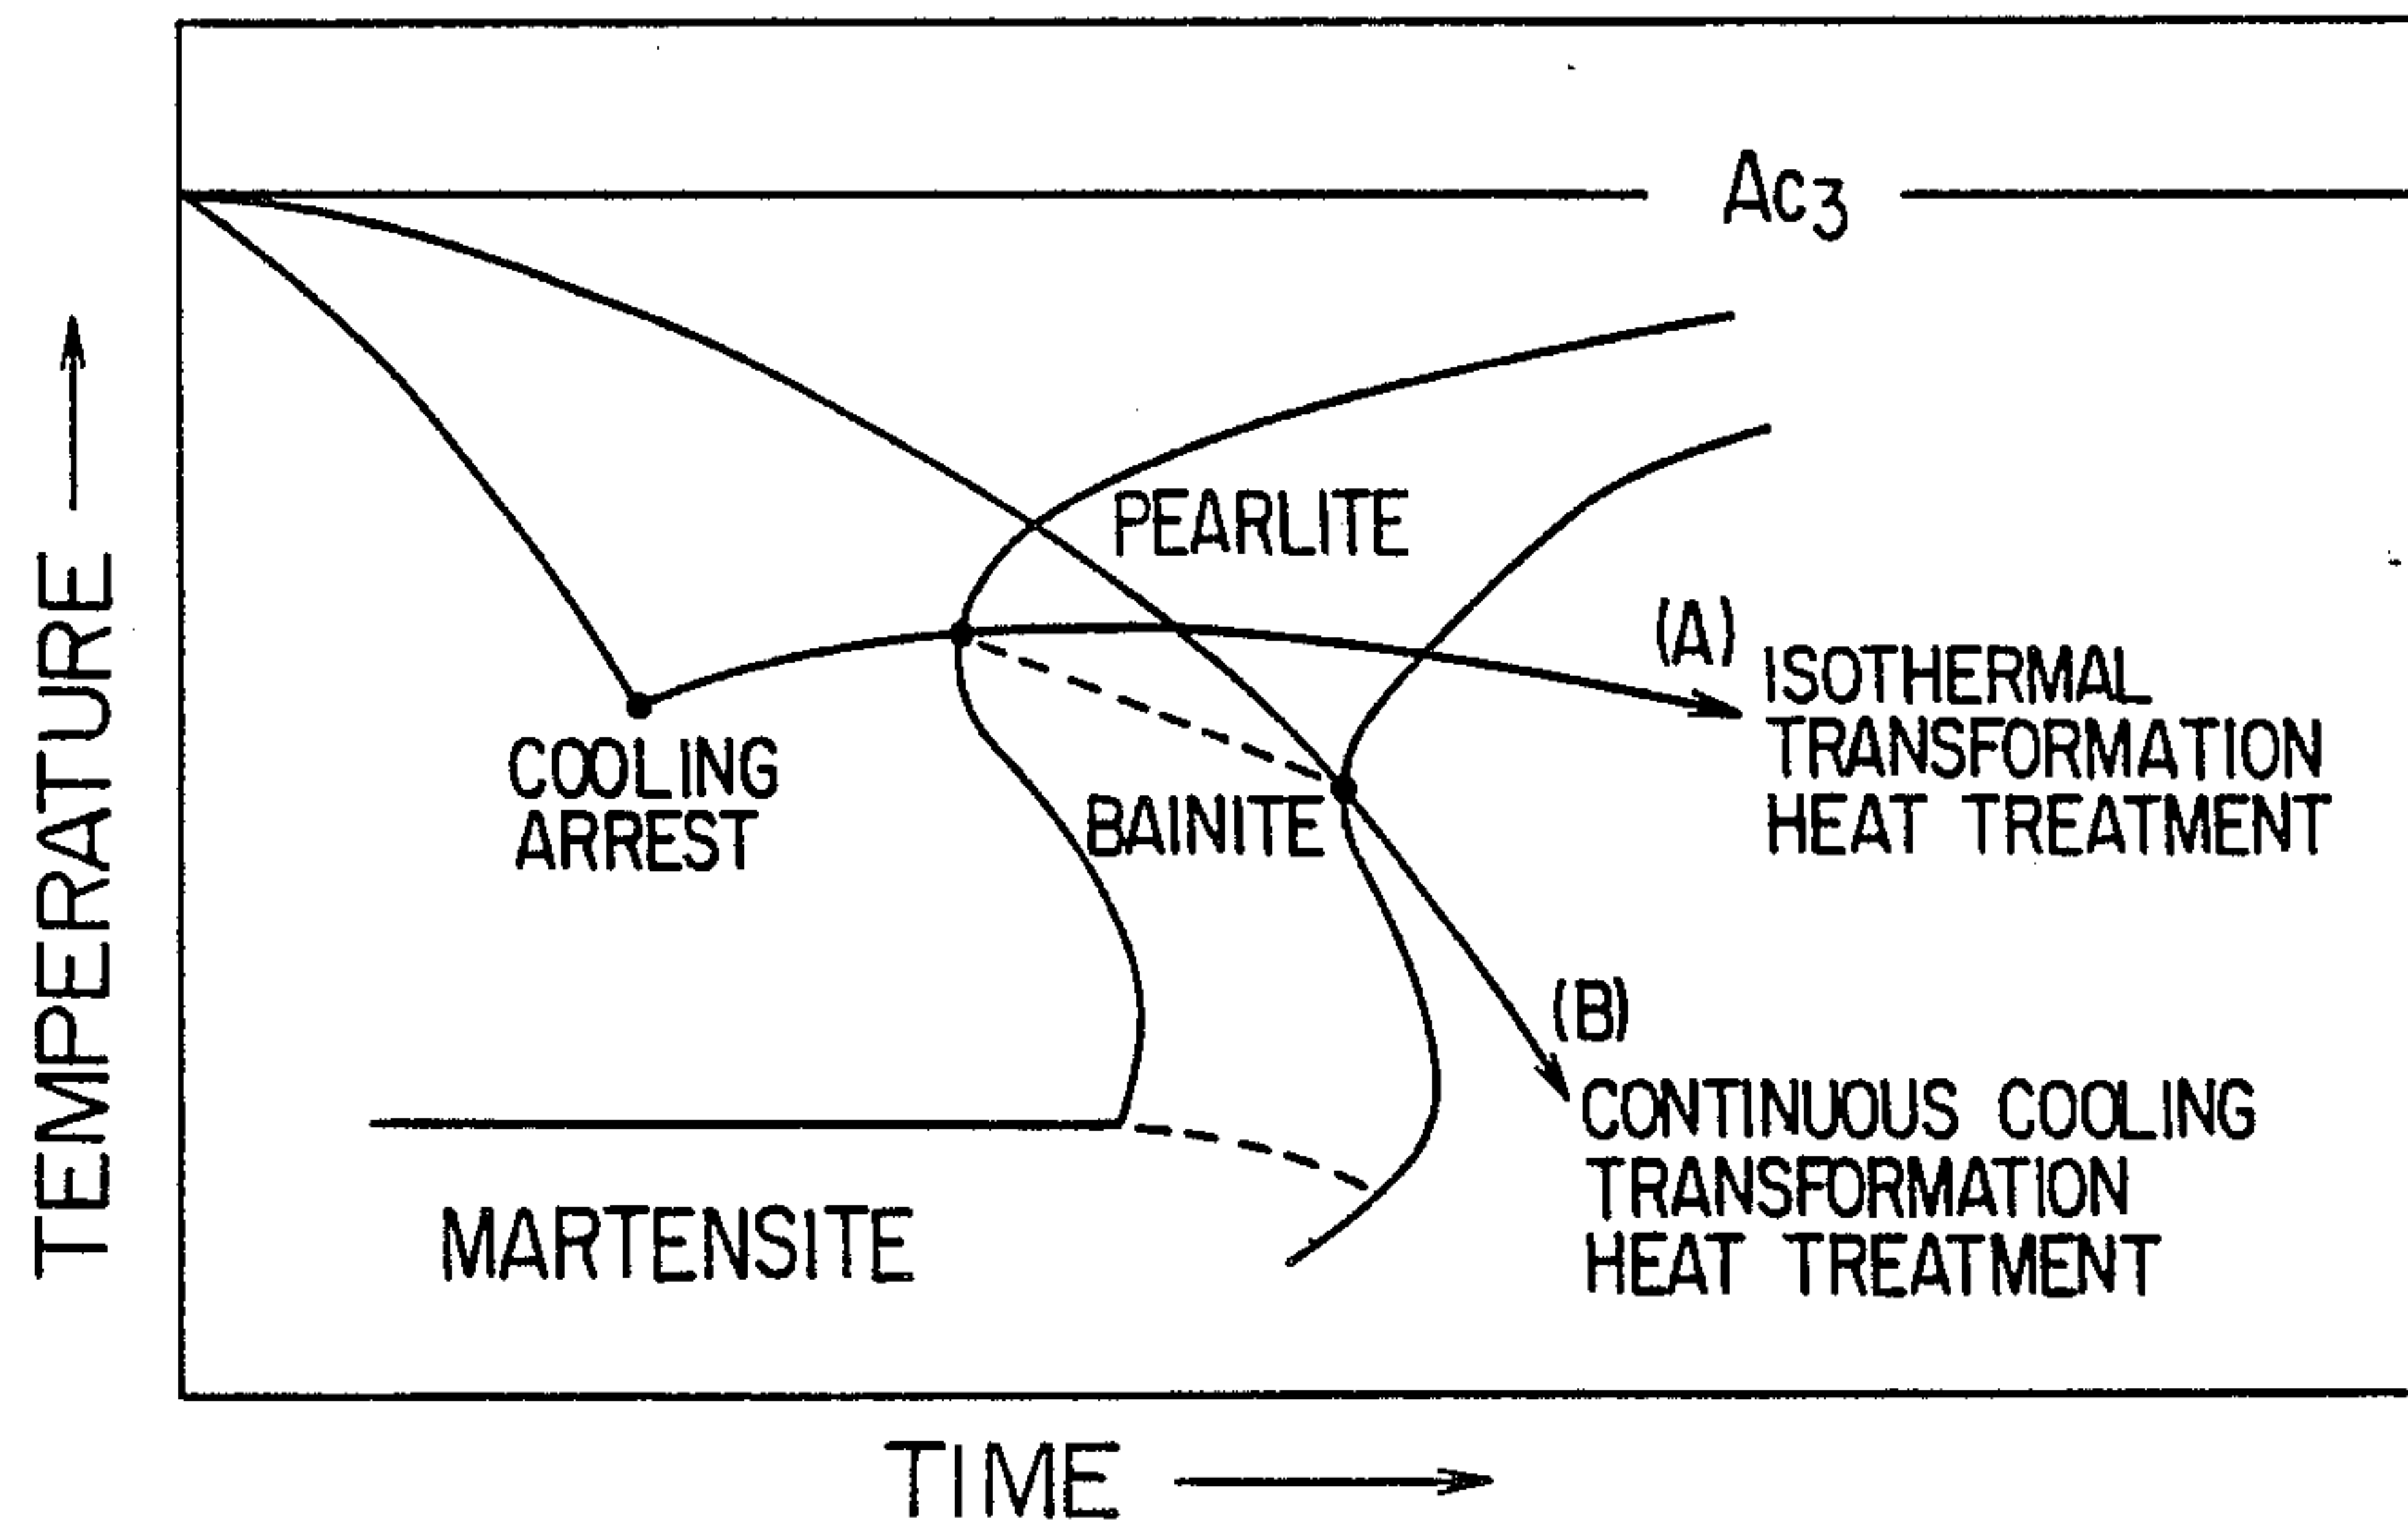 Ac3
PEARLITE
(A)
ISOTHERMAL
TRANSFORMATION
HEAT TREATMENT
COOLING
ARREST
BAINITE
(B)
CONTINUOUS COOLING
TRANSFORMATION
HEAT TREATMENT
MARTENSITE
TEMPERATURE
TIME